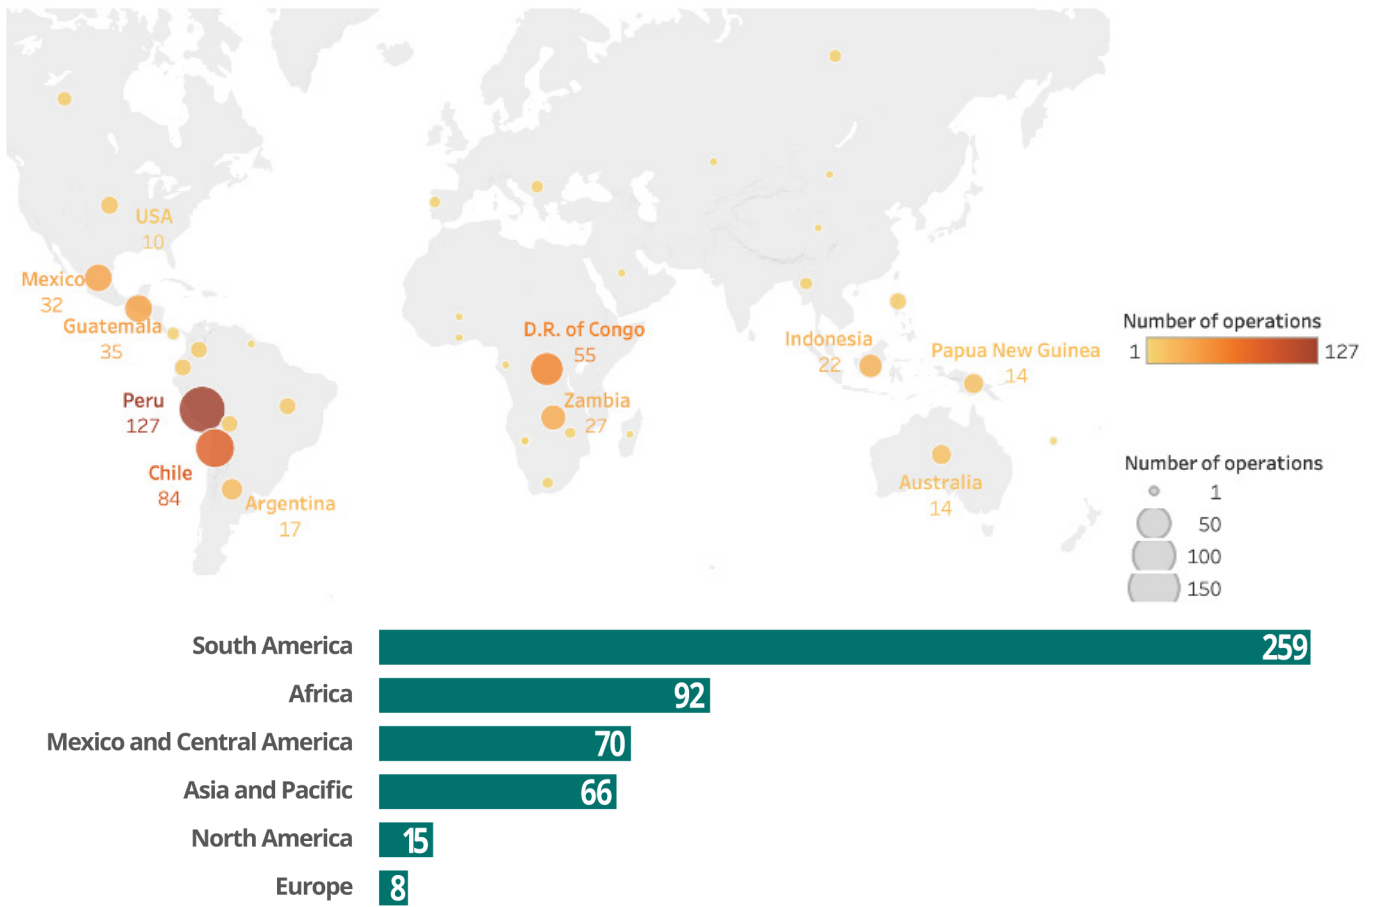 USA
10
Mexico
32
Guatemala
35
Peru
127
Chile
84
Argentina
17
D.R. of Congo
55
Zambia
27
Indonesia
22
Papua New Guinea
14
Australia
14
Number of operations
1 127
Number of operations
1
50
100
150
South America 259
Africa 92
Mexico and Central America 70
Asia and Pacific 66
North America 15
Europe 8